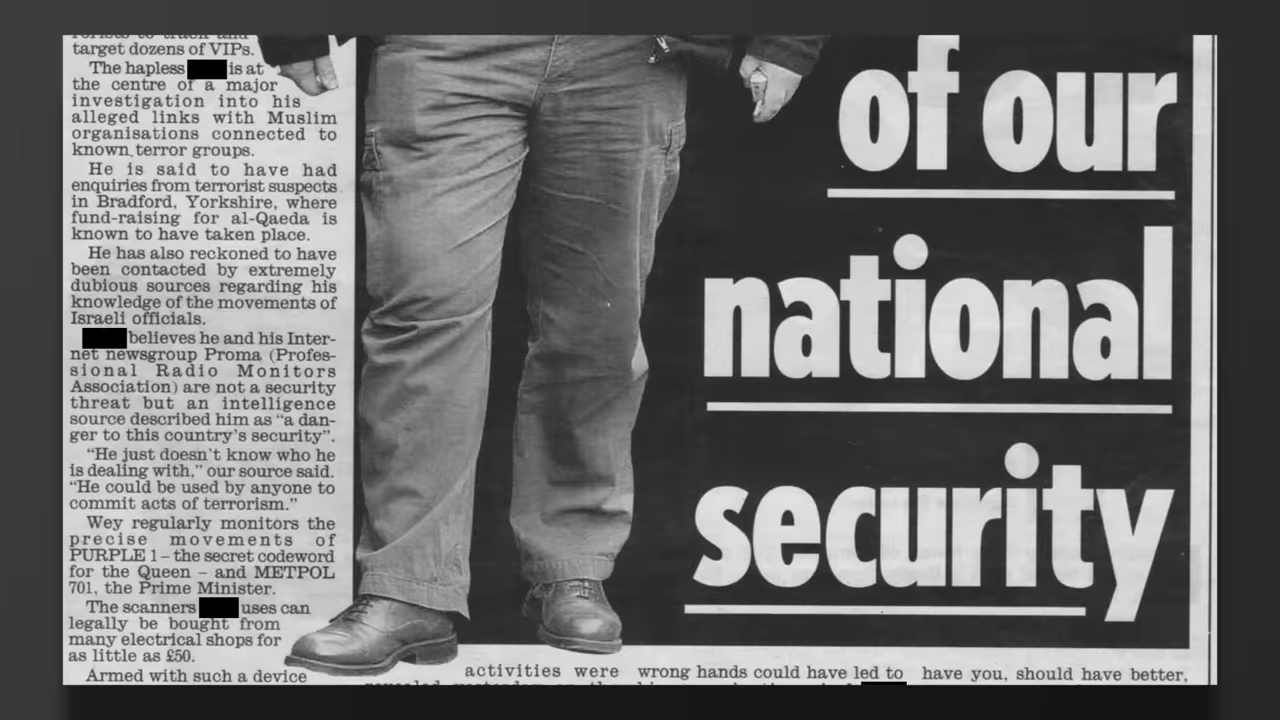 target dozens of VIPs.
The hapless is at
the centre of a major
investigation into his
alleged links with Muslim
organisations connected to
known terror groups.
He is said to have had
enquiries from terrorist suspects
in Bradford, Yorkshire, where
fund-raising for al-Qaeda is
known to have taken place.
He has also reckoned to have
been contacted by extremely
dubious sources regarding his
knowledge of the movements of
Israeli officials.
believes he and his Inter-
net newsgroup Proma (Profes-
sional Radio Monitors
Association) are not a security
threat but an intelligence
source described him as “a dan-
ger to this country’s security”.
“He just doesn’t know who he
is dealing with,” our source said.
“He could be used by anyone to
commit acts of terrorism.”
Wey regularly monitors the
precise movements of
PURPLE 1 – the secret codeword
for the Queen – and METPOL
701, the Prime Minister.
The scanners uses can
legally be bought from
many electrical shops for
as little as £50.
Armed with such a device
of our
national
security
activities were
wrong hands could have led to
have you, should have better,